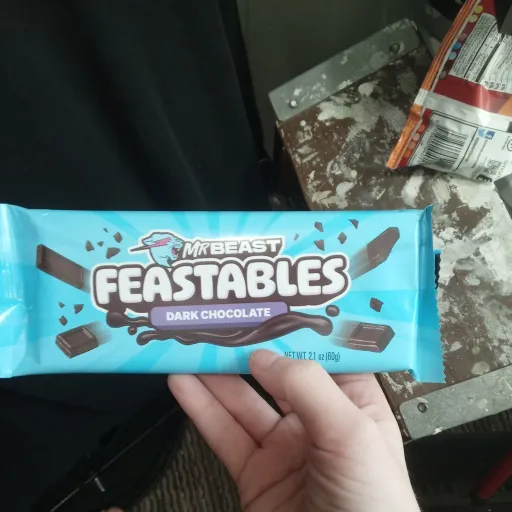 MRBEAST
FEASTABLES
DARK CHOCOLATE
NET WT 2.1 oz (60g)